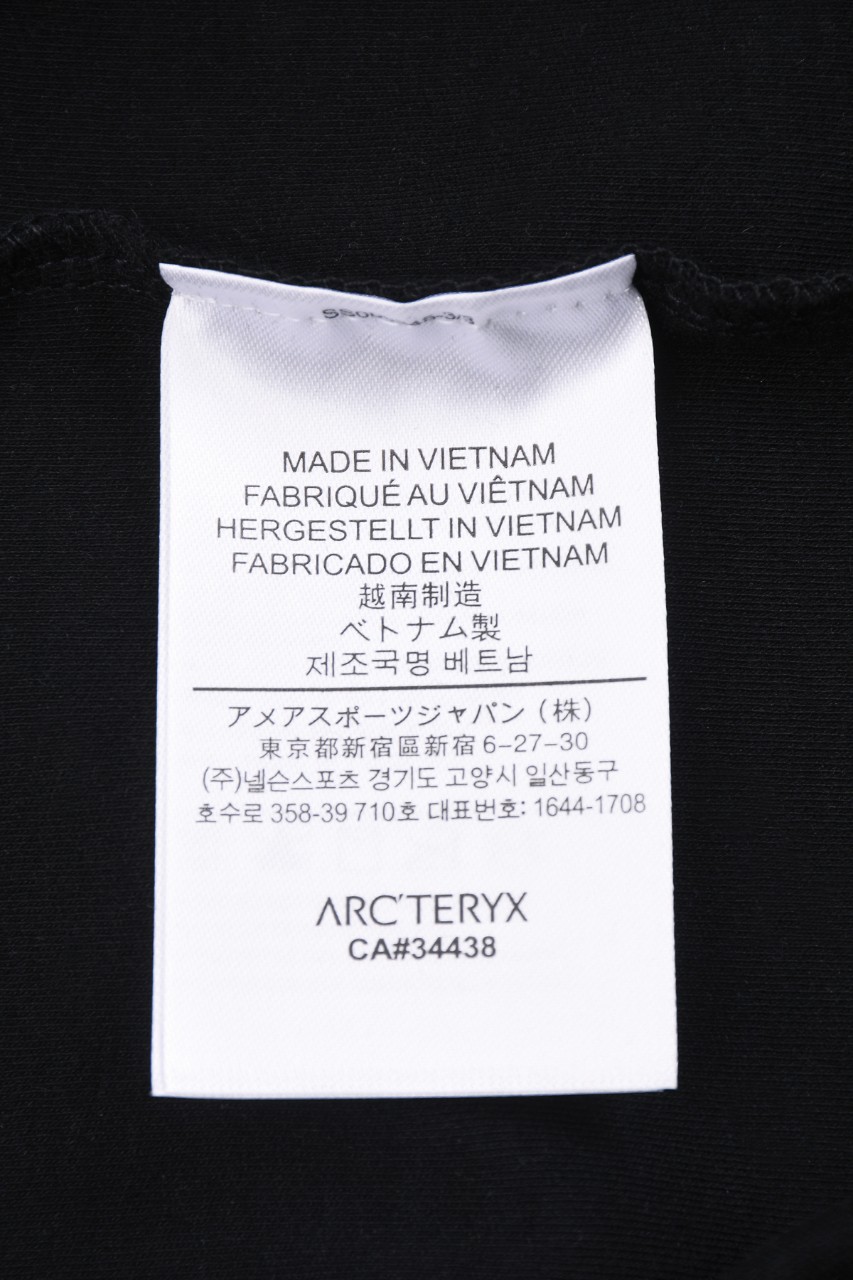 MADE IN VIETNAM
FABRIQUÉ AU VIÊTNAM
HERGESTELLT IN VIETNAM
FABRICADO EN VIETNAM
越南制造
ベトナム製
제조국명 베트남
アメアスポーツジャパン（株）
東京都新宿區新宿 6-27-30
(주)넬슨스포츠 경기도 고양시 일산동구
호수로 358-39 710호 대표번호: 1644-1708
ARC'TERYX
CA#34438